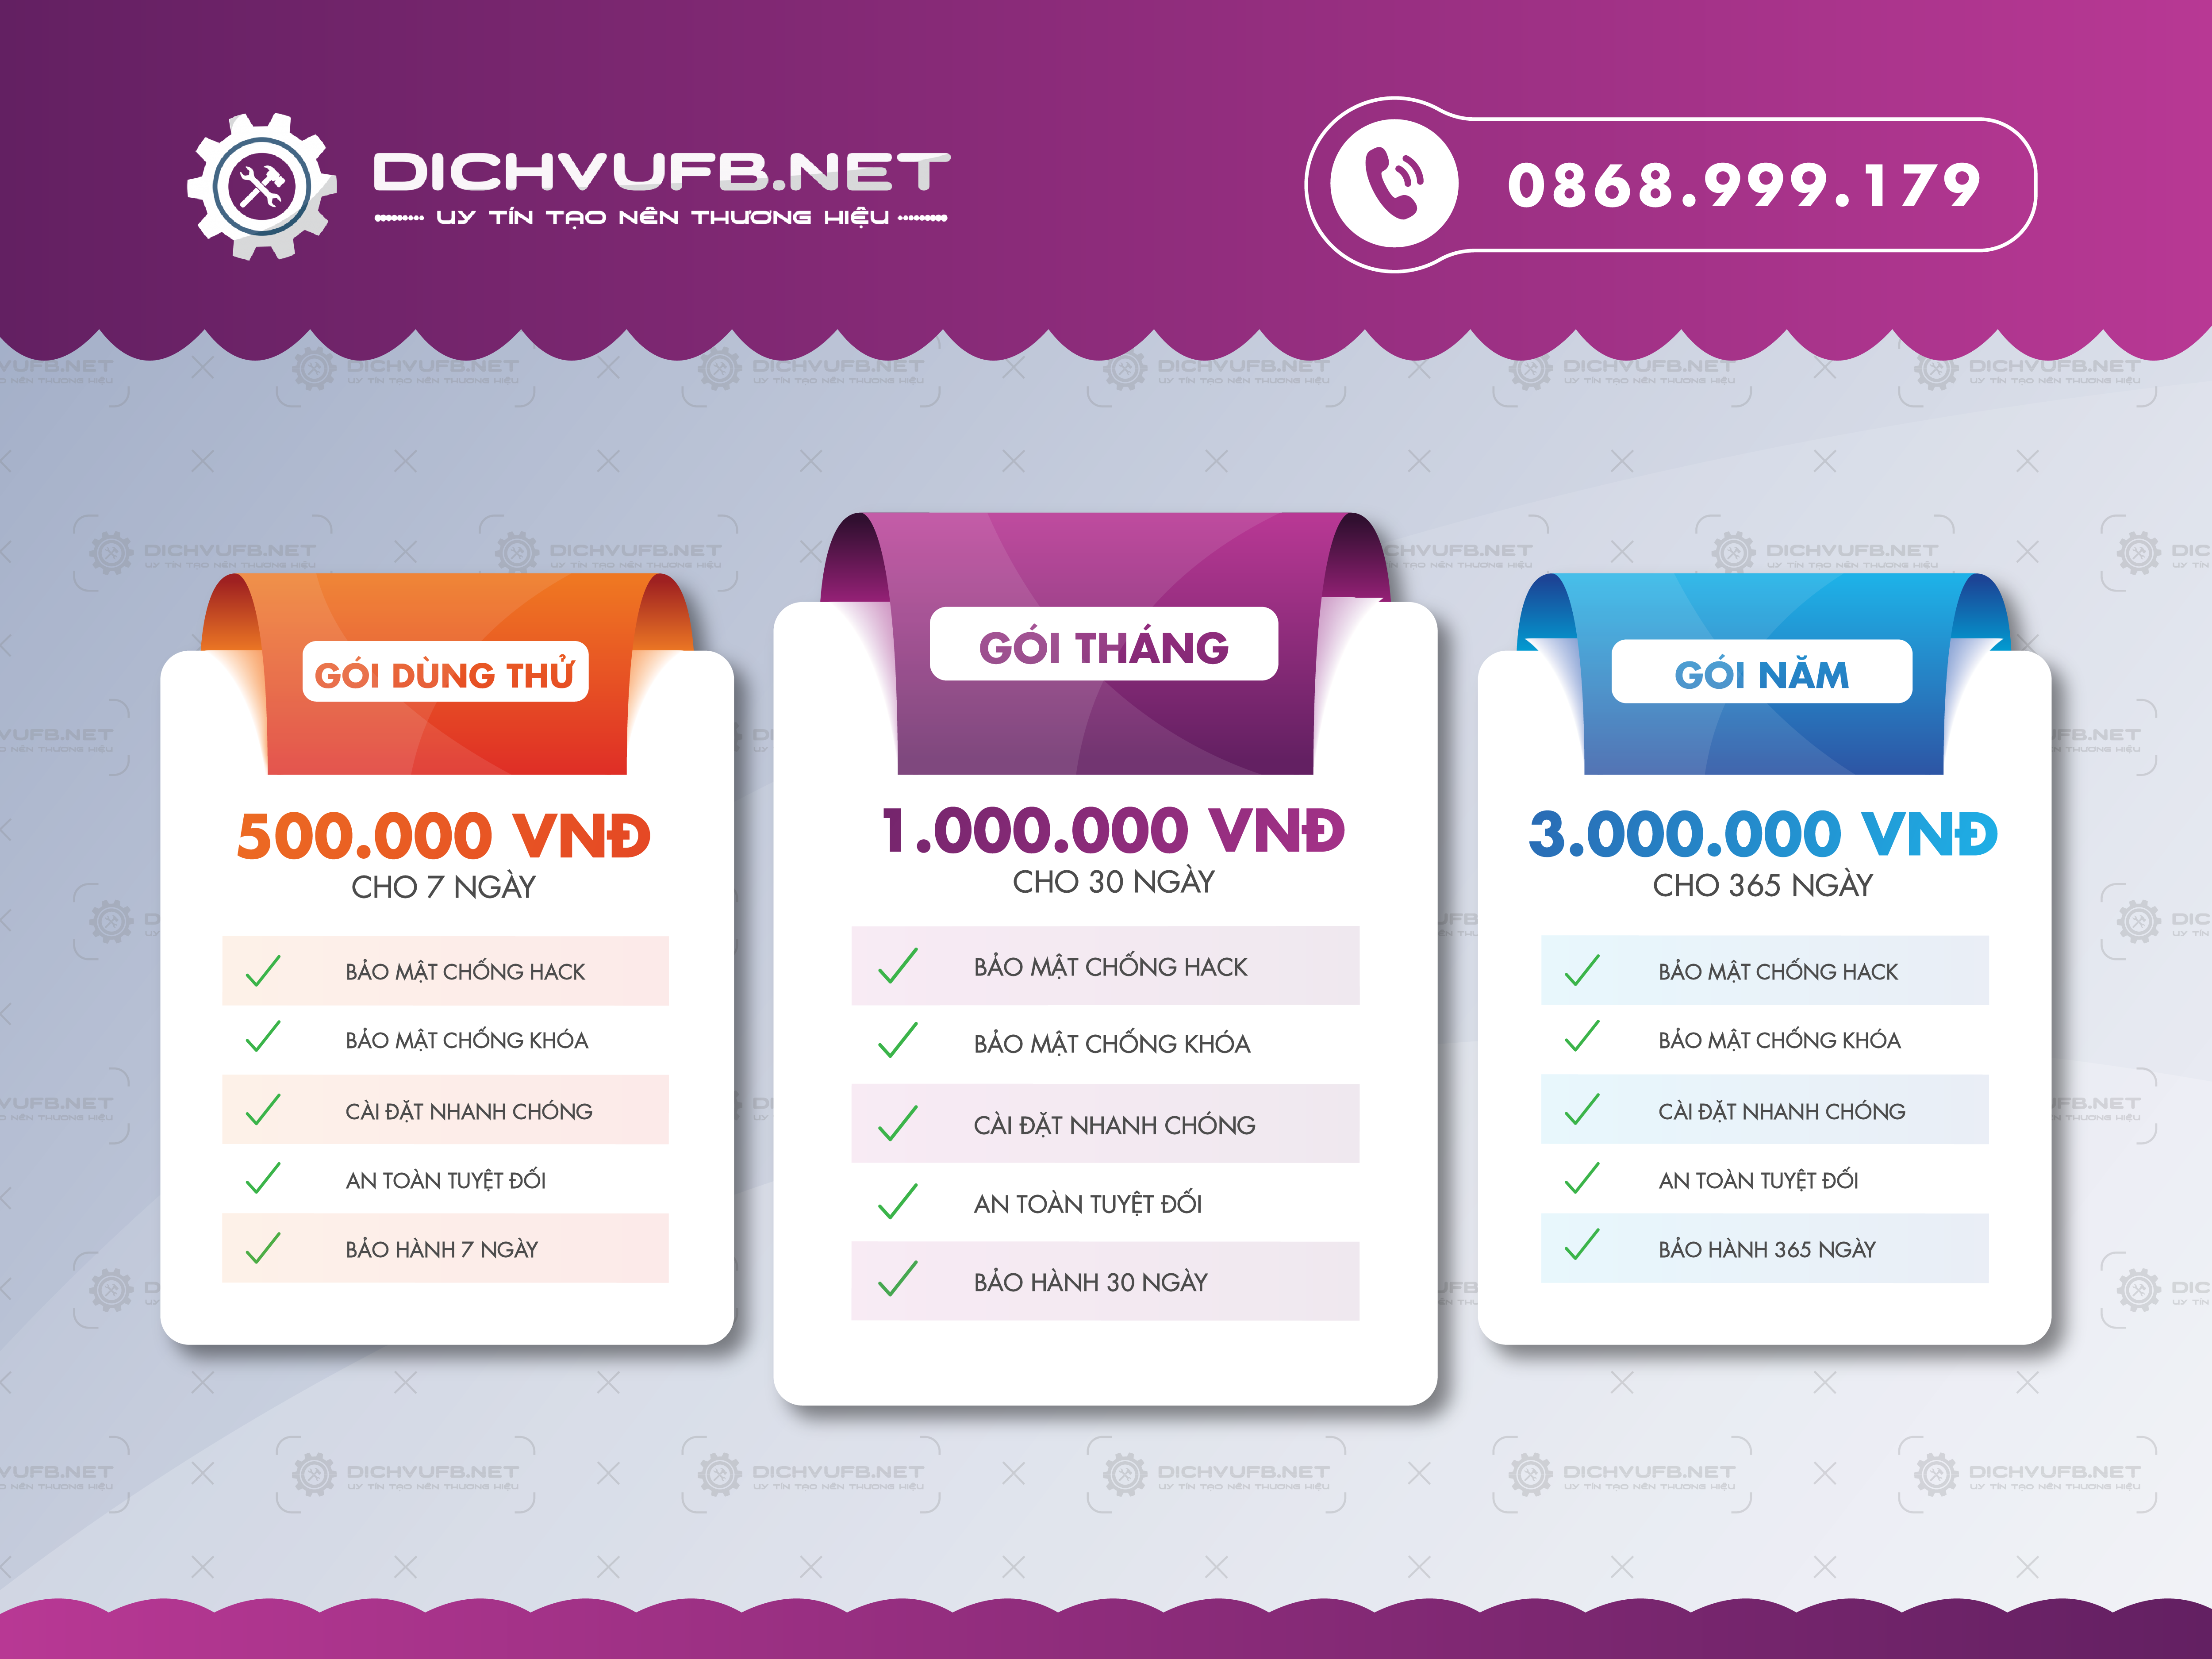 DICHVUFB.NET
UY TÍN TẠO NÊN THƯƠNG HIỆU
0868.999.179
GÓI DÙNG THỬ
500.000 VNĐ
CHO 7 NGÀY
BẢO MẬT CHỐNG HACK
BẢO MẬT CHỐNG KHÓA
CÀI ĐẶT NHANH CHÓNG
AN TOÀN TUYỆT ĐỐI
BẢO HÀNH 7 NGÀY
GÓI THÁNG
1.000.000 VNĐ
CHO 30 NGÀY
BẢO MẬT CHỐNG HACK
BẢO MẬT CHỐNG KHÓA
CÀI ĐẶT NHANH CHÓNG
AN TOÀN TUYỆT ĐỐI
BẢO HÀNH 30 NGÀY
GÓI NĂM
3.000.000 VNĐ
CHO 365 NGÀY
BẢO MẬT CHỐNG HACK
BẢO MẬT CHỐNG KHÓA
CÀI ĐẶT NHANH CHÓNG
AN TOÀN TUYỆT ĐỐI
BẢO HÀNH 365 NGÀY